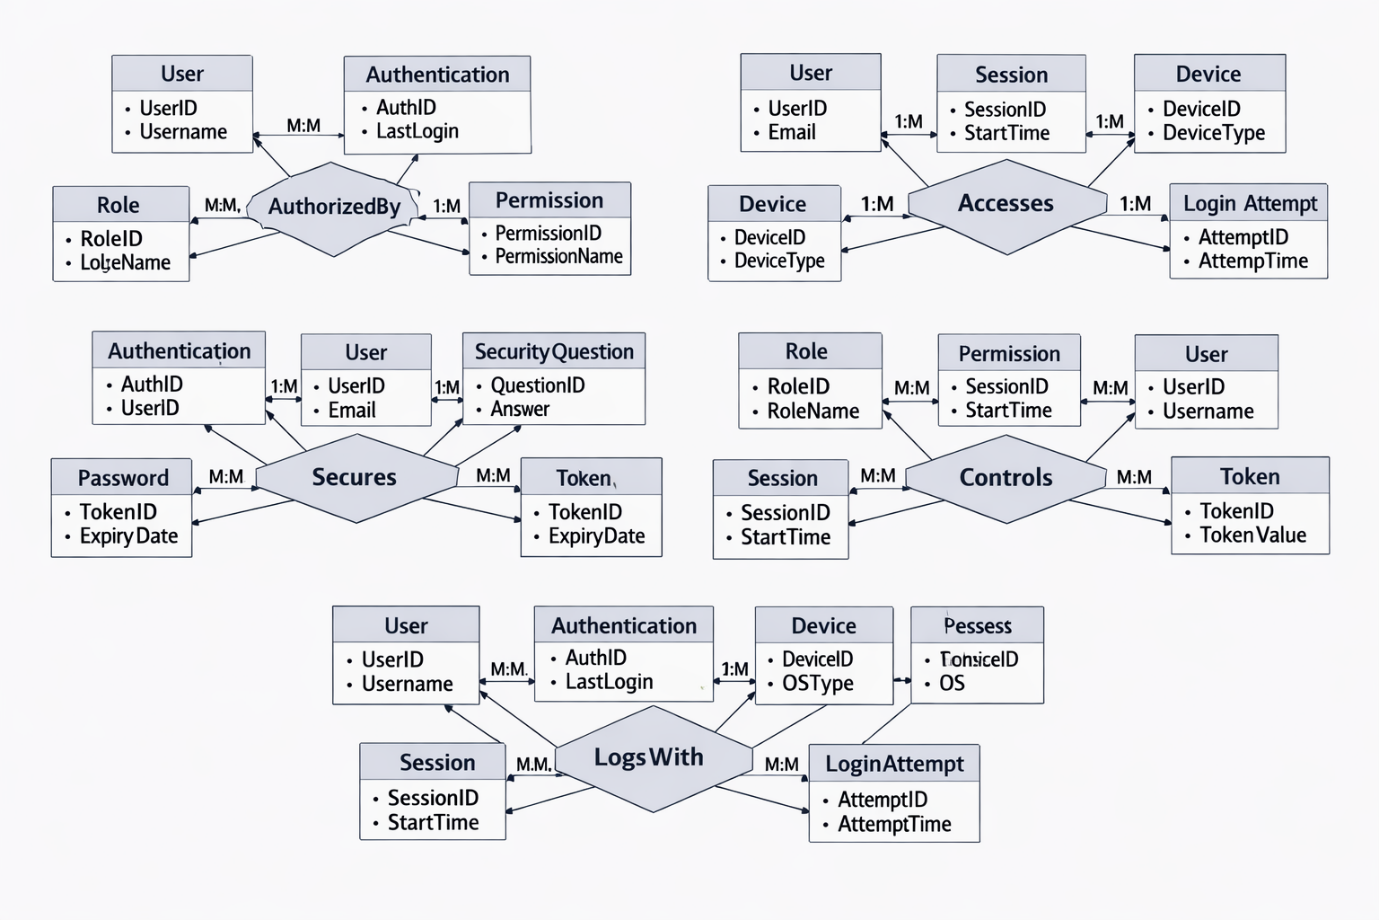 User
• UserID
• Username
M:M
Authentication
• AuthID
• LastLogin
Role
• RoleID
M:M,
AuthorizedBy
1:M
Permission
• PermissionID
• PermissionName
User
• UserID
• Email
1:M
Session
• SessionID
• StartTime
1:M
Device
• DeviceID
• DeviceType
Device
• DeviceID
• DeviceType
1:M
Accesses
1:M
Login Attempt
• AttemptID
• AttempTime
Authentication
• AuthID
• UserID
1:M
User
• UserID
• Email
1:M
SecurityQuestion
• QuestionID
• Answer
Password
• TokenID
• ExpiryDate
M:M
Secures
M:M
Token
• TokenID
• ExpiryDate
Role
• RoleID
• RoleName
M:M
Permission
• SessionID
• StartTime
M:M
User
• UserID
• Username
Session
• SessionID
• StartTime
M:M
Controls
M:M
Token
• TokenID
• TokenValue
User
• UserID
• Username
M:M.
Authentication
• AuthID
• LastLogin
1:M
Device
• DeviceID
• OSType
Pessess
• OS
Session
• SessionID
• StartTime
M.M.
LogsWith
M:M
LoginAttempt
• AttemptID
• AttemptTime